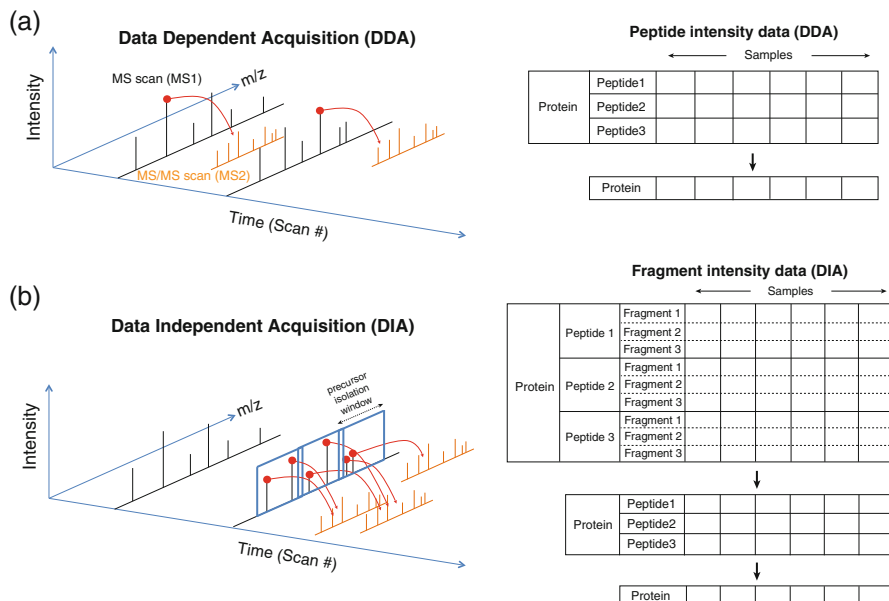 (a)
Data Dependent Acquisition (DDA)
MS scan (MS1)
m/z
Intensity
MS/MS scan (MS2)
Time (Scan #)
Peptide intensity data (DDA)
Samples
Protein
Peptide1
Peptide2
Peptide3
Protein
(b)
Data Independent Acquisition (DIA)
precursor
isolation
window
m/z
Intensity
Time (Scan #)
Fragment intensity data (DIA)
Samples
Protein
Peptide 1
Fragment 1
Fragment 2
Fragment 3
Peptide 2
Fragment 1
Fragment 2
Fragment 3
Peptide 3
Fragment 1
Fragment 2
Fragment 3
Protein
Peptide1
Peptide2
Peptide3
Protein